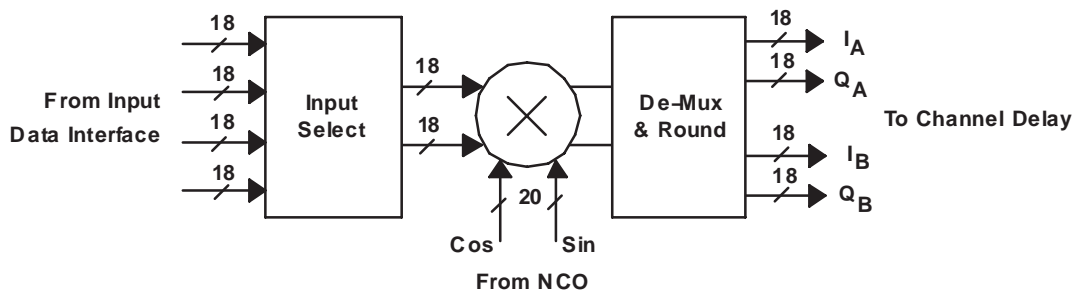 18
18
18
18
From Input
Data Interface
Input
Select
18
18
20
Cos
Sin
From NCO
De-Mux
& Round
18
I_A
18
Q_A
18
I_B
18
Q_B
To Channel Delay